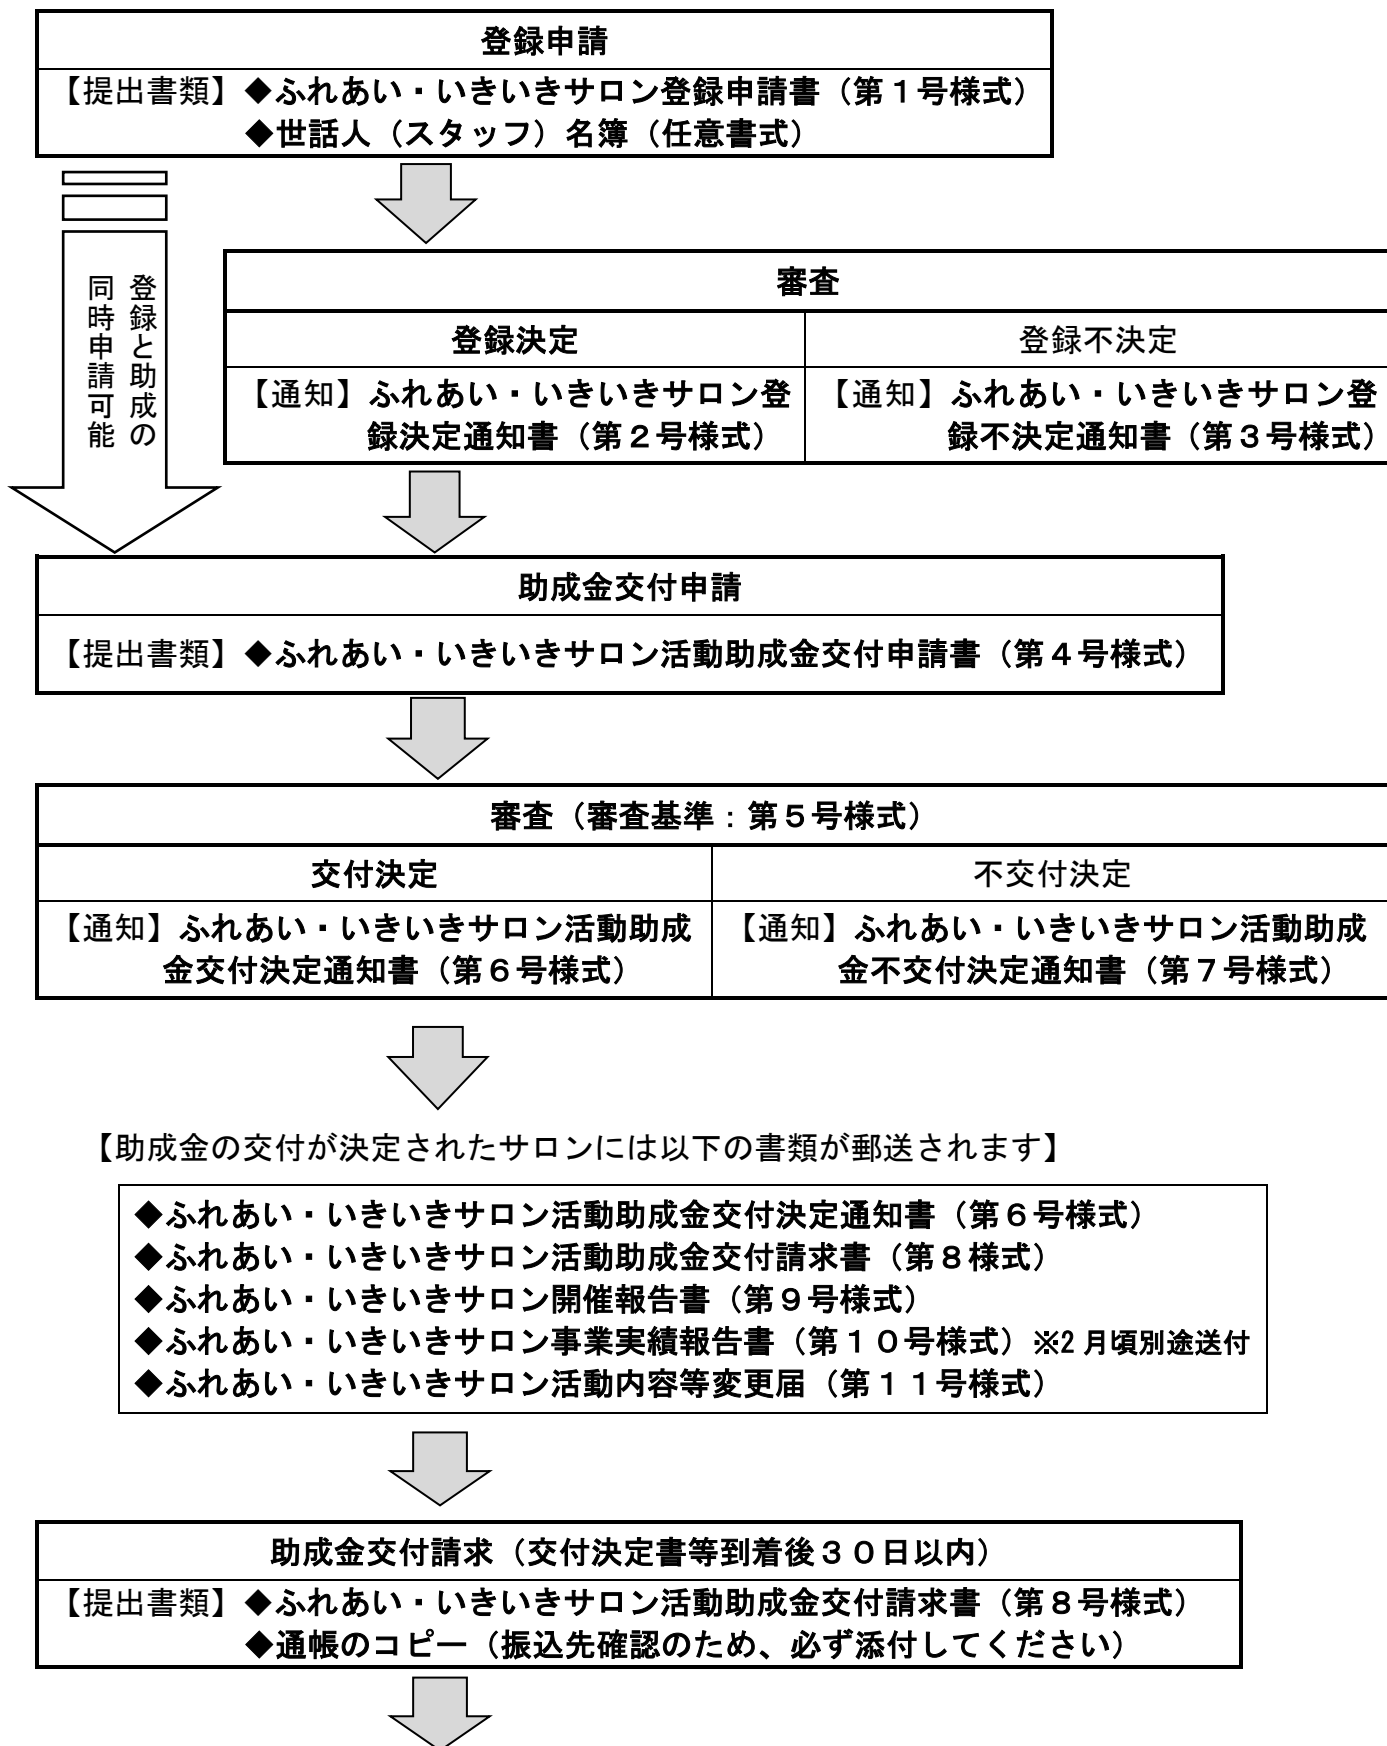 登録申請
【提出書類】◆ふれあい・いきいきサロン登録申請書（第１号様式）
◆世話人（スタッフ）名簿（任意書式）
登録と助成の
同時申請可能
審査
登録決定
登録不決定
【通知】ふれあい・いきいきサロン登
録決定通知書（第２号様式）
【通知】ふれあい・いきいきサロン登
録不決定通知書（第３号様式）
助成金交付申請
【提出書類】◆ふれあい・いきいきサロン活動助成金交付申請書（第４号様式）
審査（審査基準：第５号様式）
交付決定
不交付決定
【通知】ふれあい・いきいきサロン活動助成
金交付決定通知書（第６号様式）
【通知】ふれあい・いきいきサロン活動助成
金不交付決定通知書（第７号様式）
【助成金の交付が決定されたサロンには以下の書類が郵送されます】
◆ふれあい・いきいきサロン活動助成金交付決定通知書（第６号様式）
◆ふれあい・いきいきサロン活動助成金交付請求書（第８様式）
◆ふれあい・いきいきサロン開催報告書（第９号様式）
◆ふれあい・いきいきサロン事業実績報告書（第１０号様式）※2 月頃別途送付
◆ふれあい・いきいきサロン活動内容等変更届（第１１号様式）
助成金交付請求（交付決定書等到着後３０日以内）
【提出書類】◆ふれあい・いきいきサロン活動助成金交付請求書（第８号様式）
◆通帳のコピー（振込先確認のため、必ず添付してください）